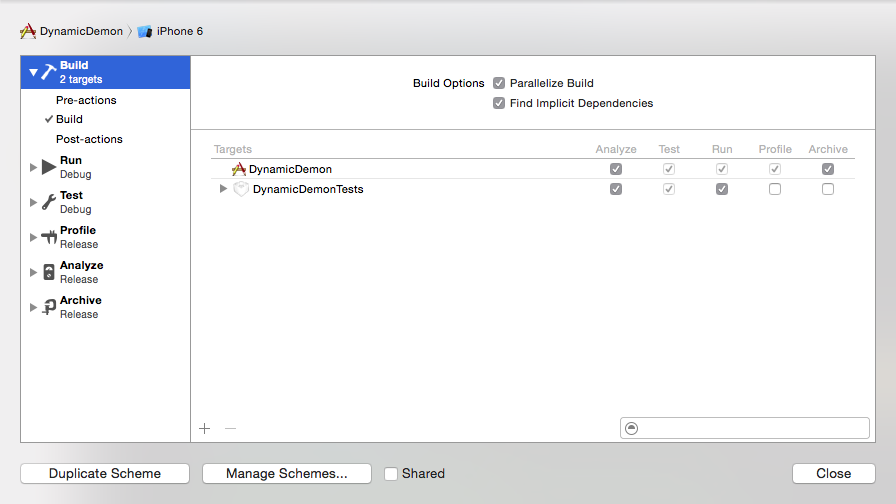 DynamicDemon
iPhone 6
Build
2 targets
Pre-actions
Build
Post-actions
Run
Debug
Test
Debug
Profile
Release
Analyze
Release
Archive
Release
Build Options
Parallelize Build
Find Implicit Dependencies
Targets Analyze Test Run Profile Archive
DynamicDemon
DynamicDemonTests
Duplicate Scheme
Manage Schemes...
Shared
Close